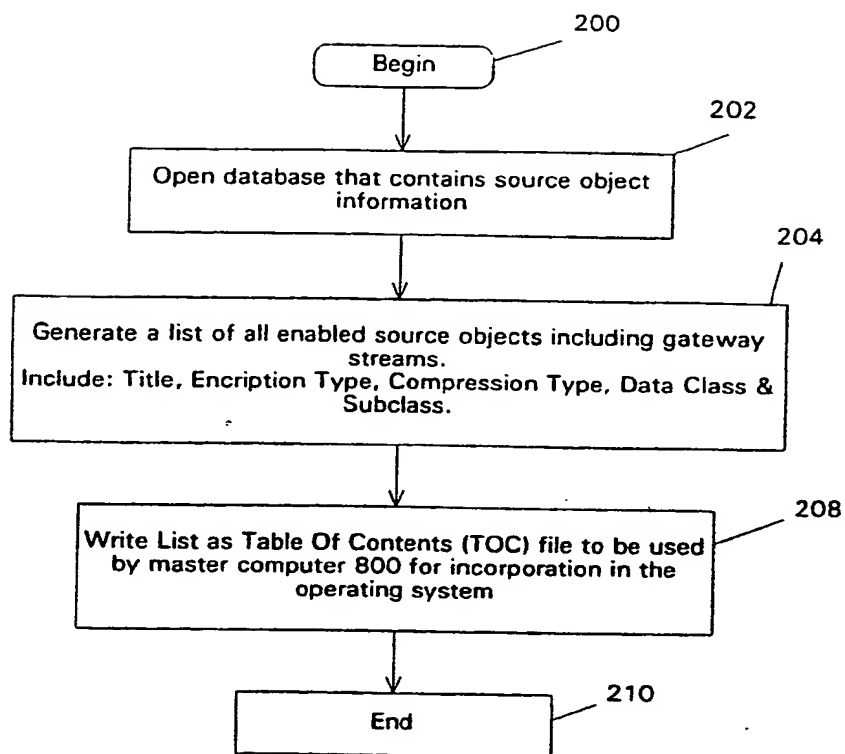 200
Begin
202
Open database that contains source object
information
204
Generate a list of all enabled source objects including gateway
streams.
Include: Title, Encription Type, Compression Type, Data Class &
Subclass.
208
Write List as Table Of Contents (TOC) file to be used
by master computer 800 for incorporation in the
operating system
210
End